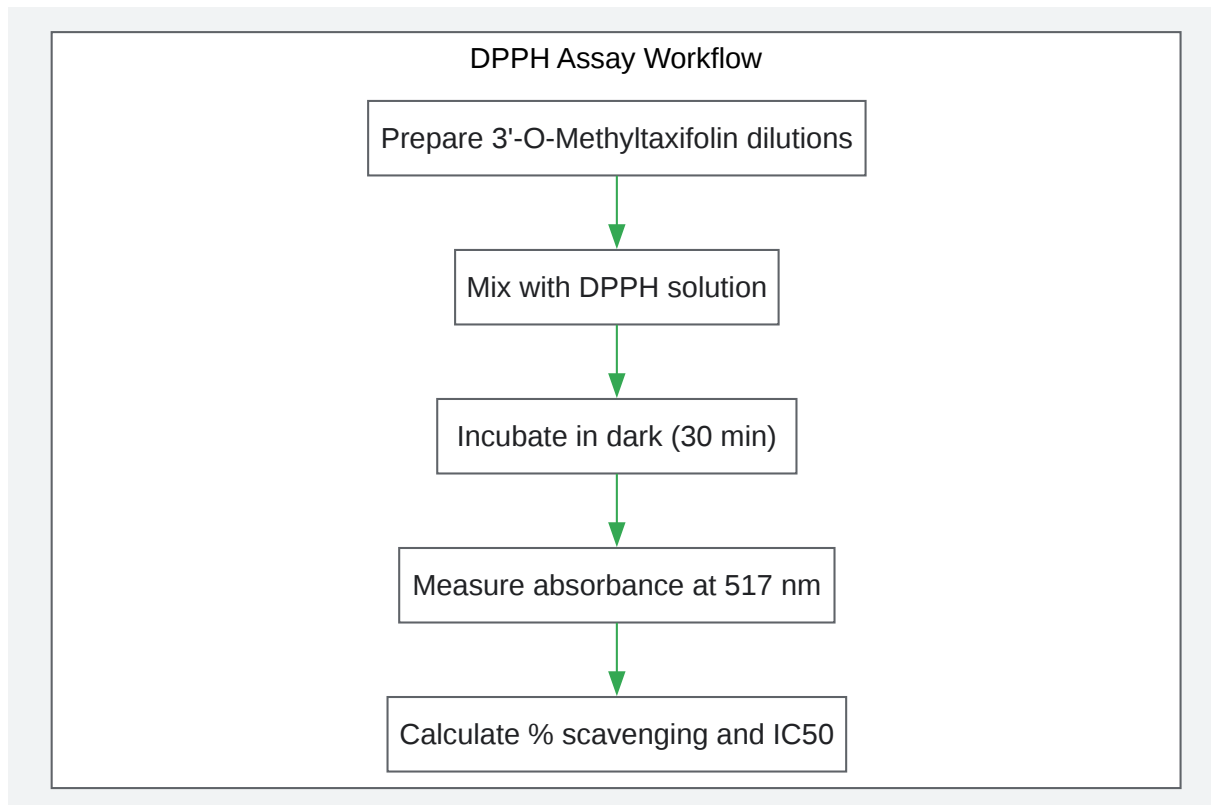 DPPH Assay Workflow
Prepare 3'-O-Methyltaxifolin dilutions
Mix with DPPH solution
Incubate in dark (30 min)
Measure absorbance at 517 nm
Calculate % scavenging and IC50